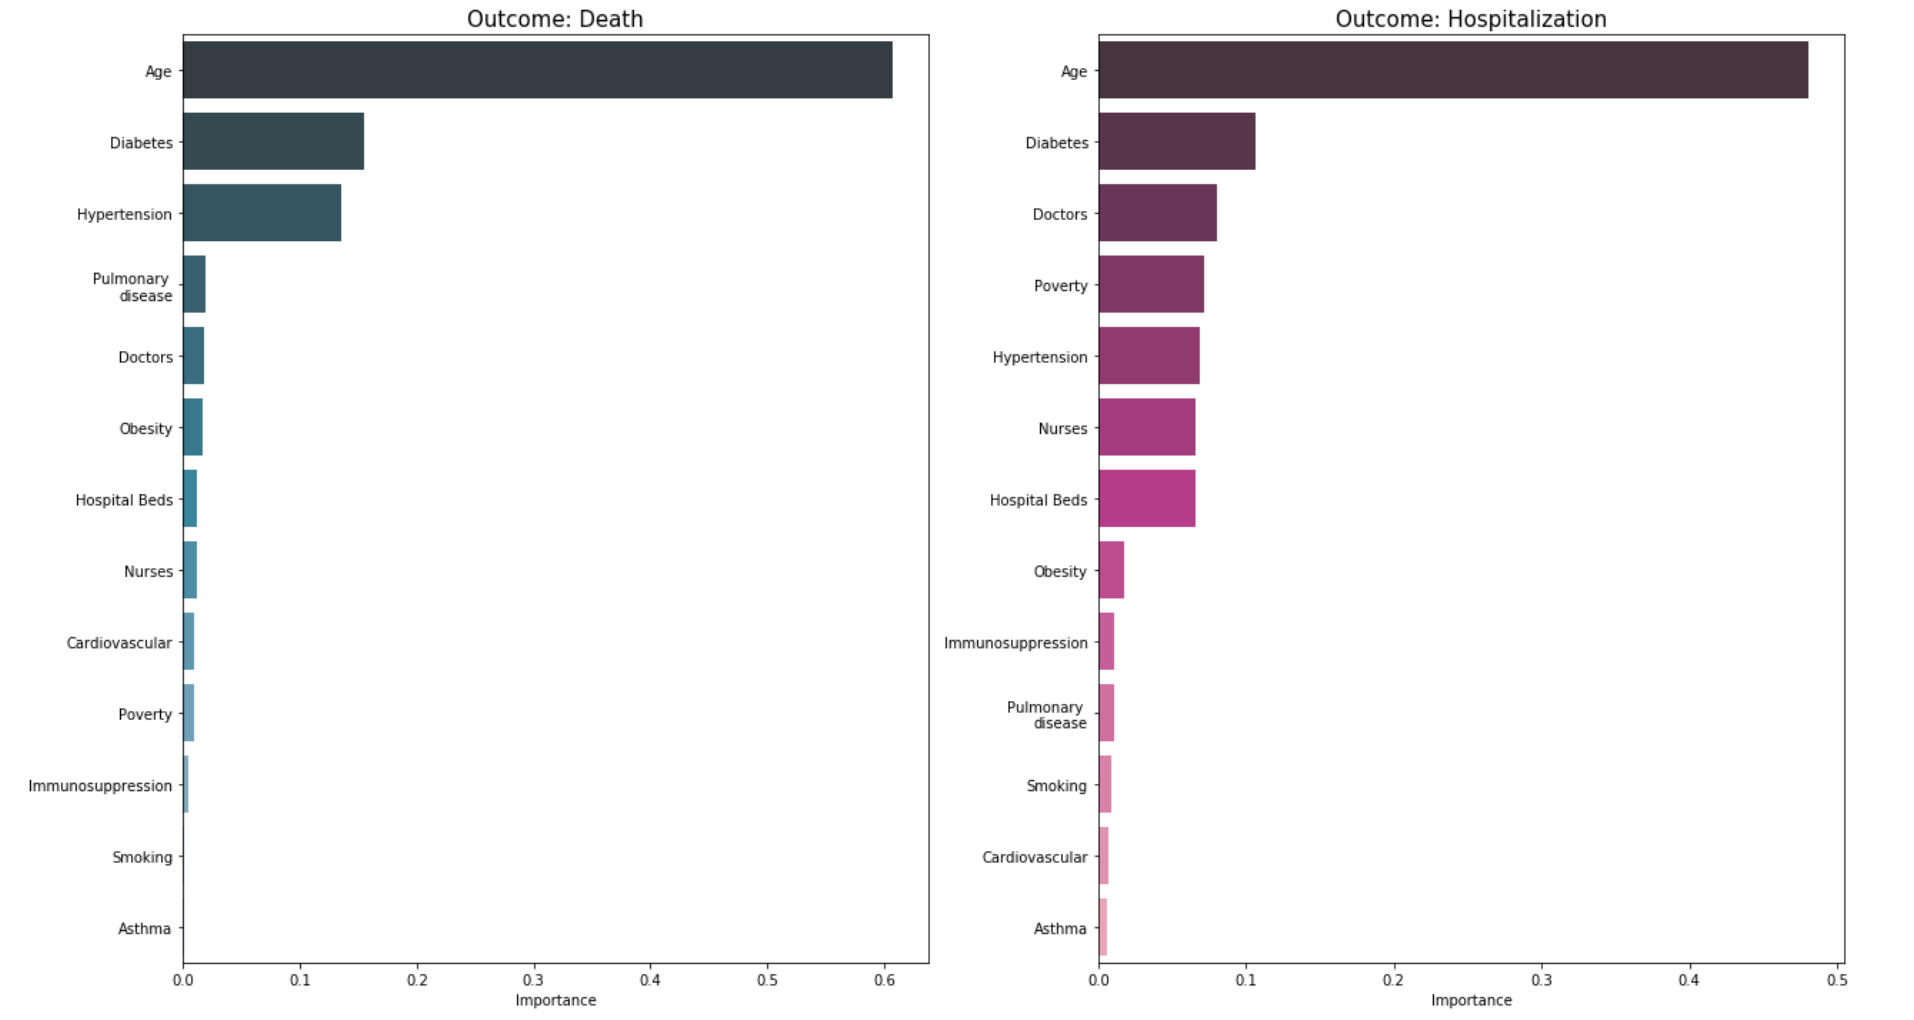 Outcome: Death
Age
Diabetes
Hypertension
Pulmonary
disease
Doctors
Obesity
Hospital Beds
Nurses
Cardiovascular
Poverty
Immunosuppression
Smoking
Asthma
0.0 0.1 0.2 0.3 0.4 0.5 0.6
Importance
Outcome: Hospitalization
Age
Diabetes
Doctors
Poverty
Hypertension
Nurses
Hospital Beds
Obesity
Immunosuppression
Pulmonary
disease
Smoking
Cardiovascular
Asthma
0.0 0.1 0.2 0.3 0.4 0.5
Importance